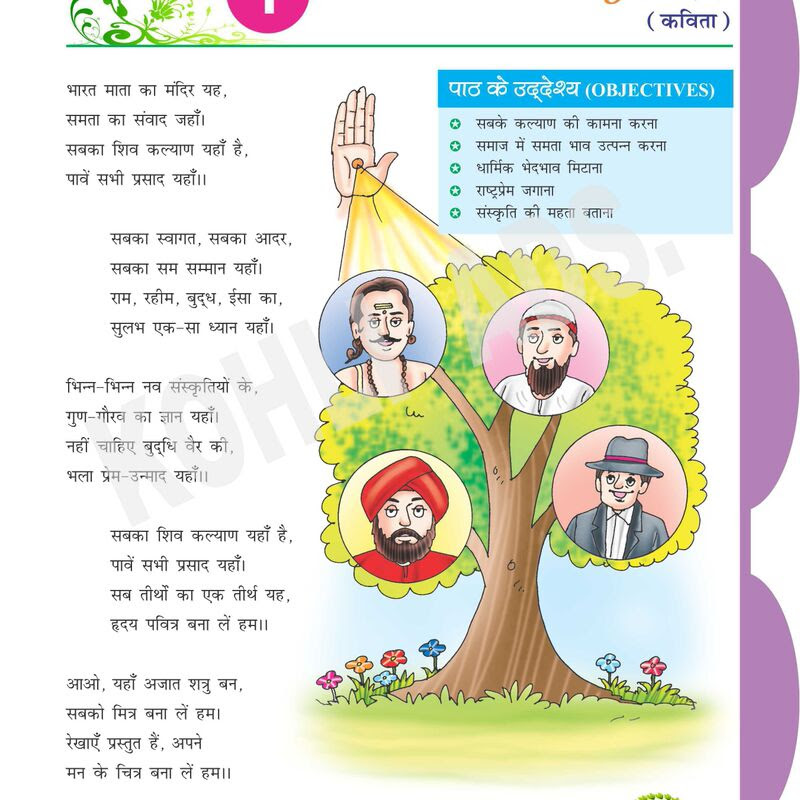 1
( कविता )
भारत माता का मंदिर यह,
समता का संवाद जहाँ।
सबका शिव कल्याण यहाँ है,
पावें सभी प्रसाद यहाँ।।
सबका स्वागत, सबका आदर,
सबका सम सम्मान यहाँ।
राम, रहीम, बुद्ध, ईसा का,
सुलभ एक-सा ध्यान यहाँ।
भिन्न-भिन्न नव संस्कृतियों के,
गुण-गौरव का ज्ञान यहाँ।
नहीं चाहिए बुद्धि वैर की,
भला प्रेम-उन्माद यहाँ।।
सबका शिव कल्याण यहाँ है,
पावें सभी प्रसाद यहाँ।
सब तीर्थों का एक तीर्थ यह,
हृदय पवित्र बना लें हम।।
आओ, यहाँ अजात शत्रु बन,
सबको मित्र बना लें हम।
रेखाएँ प्रस्तुत हैं, अपने
मन के चित्र बना लें हम।।
पाठ के उद्देश्य (OBJECTIVES)
सबके कल्याण की कामना करना
समाज में समता भाव उत्पन्न करना
धार्मिक भेदभाव मिटाना
राष्ट्रप्रेम जगाना
संस्कृति की महता बताना